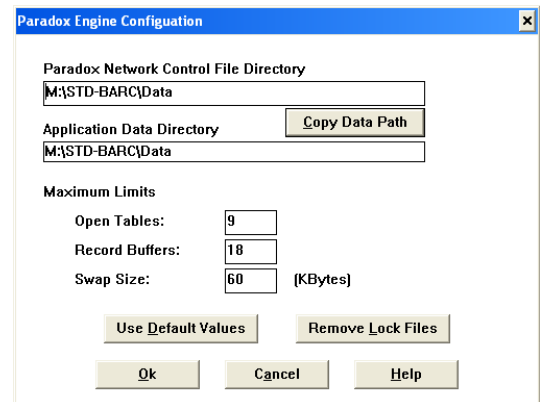 Paradox Engine Configuation
Paradox Network Control File Directory
M:\STD-BARC\Data
Copy Data Path
Application Data Directory
M:\STD-BARC\Data
Maximum Limits
Open Tables: 9
Record Buffers: 18
Swap Size: 60 (KBytes)
Use Default Values Remove Lock Files
Ok Cancel Help